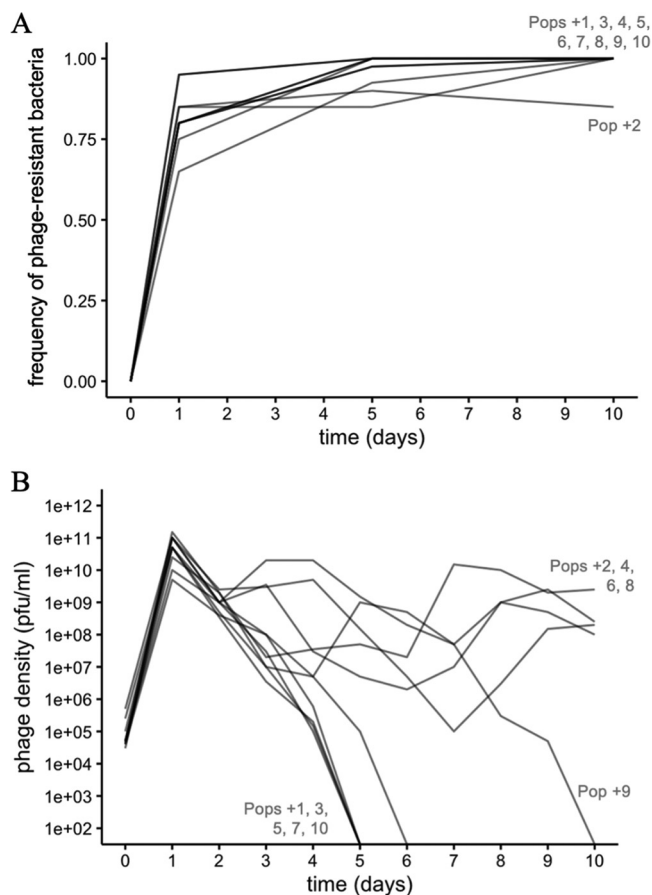 A
Pops +1, 3, 4, 5,
6, 7, 8, 9, 10
1.00
0.75
0.50
0.25
0.00
frequency of phage-resistant bacteria
Pop +2
0 1 2 3 4 5 6 7 8 9 10
time (days)
B
1e+12
1e+11
1e+10
1e+09
1e+08
1e+07
1e+06
1e+05
1e+04
1e+03
1e+02
phage density (pfu/ml)
Pops +2, 4,
6, 8
Pop +9
Pops +1, 3,
5, 7, 10
0 1 2 3 4 5 6 7 8 9 10
time (days)